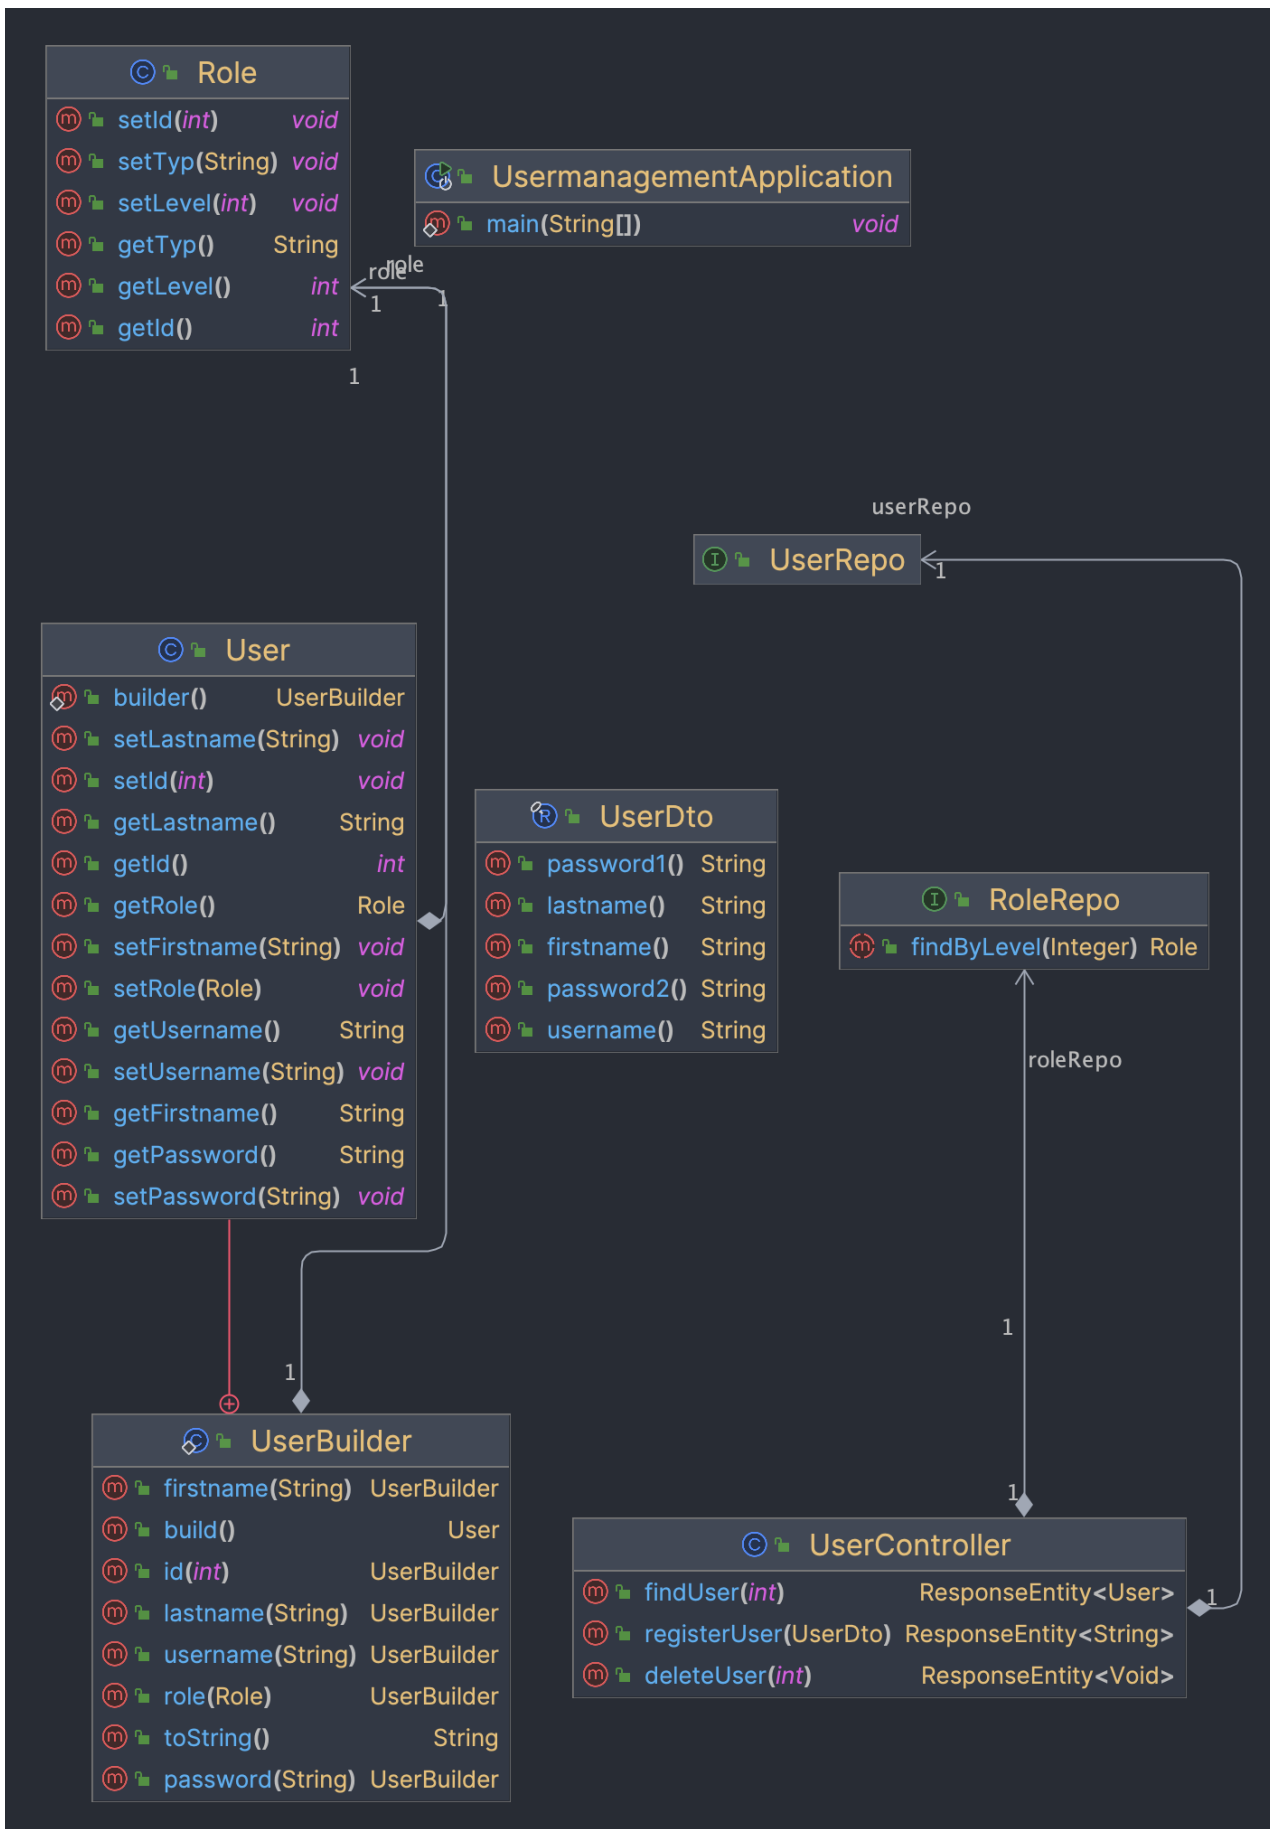 Role
setId(int) void
setTyp(String) void
setLevel(int) void
getTyp() String
getLevel() int
getId() int
UsermanagementApplication
main(String[]) void
role
role
1
1
1
userRepo
UserRepo
1
User
builder() UserBuilder
setLastname(String) void
setId(int) void
getLastname() String
getId() int
getRole() Role
setFirstname(String) void
setRole(Role) void
getUsername() String
setUsername(String) void
getFirstname() String
getPassword() String
setPassword(String) void
UserDto
password1() String
lastname() String
firstname() String
password2() String
username() String
RoleRepo
findByLevel(Integer) Role
roleRepo
1
1
1
UserBuilder
firstname(String) UserBuilder
build() User
id(int) UserBuilder
lastname(String) UserBuilder
username(String) UserBuilder
role(Role) UserBuilder
toString() String
password(String) UserBuilder
UserController
findUser(int) ResponseEntity<User>
registerUser(UserDto) ResponseEntity<String>
deleteUser(int) ResponseEntity<Void>
1